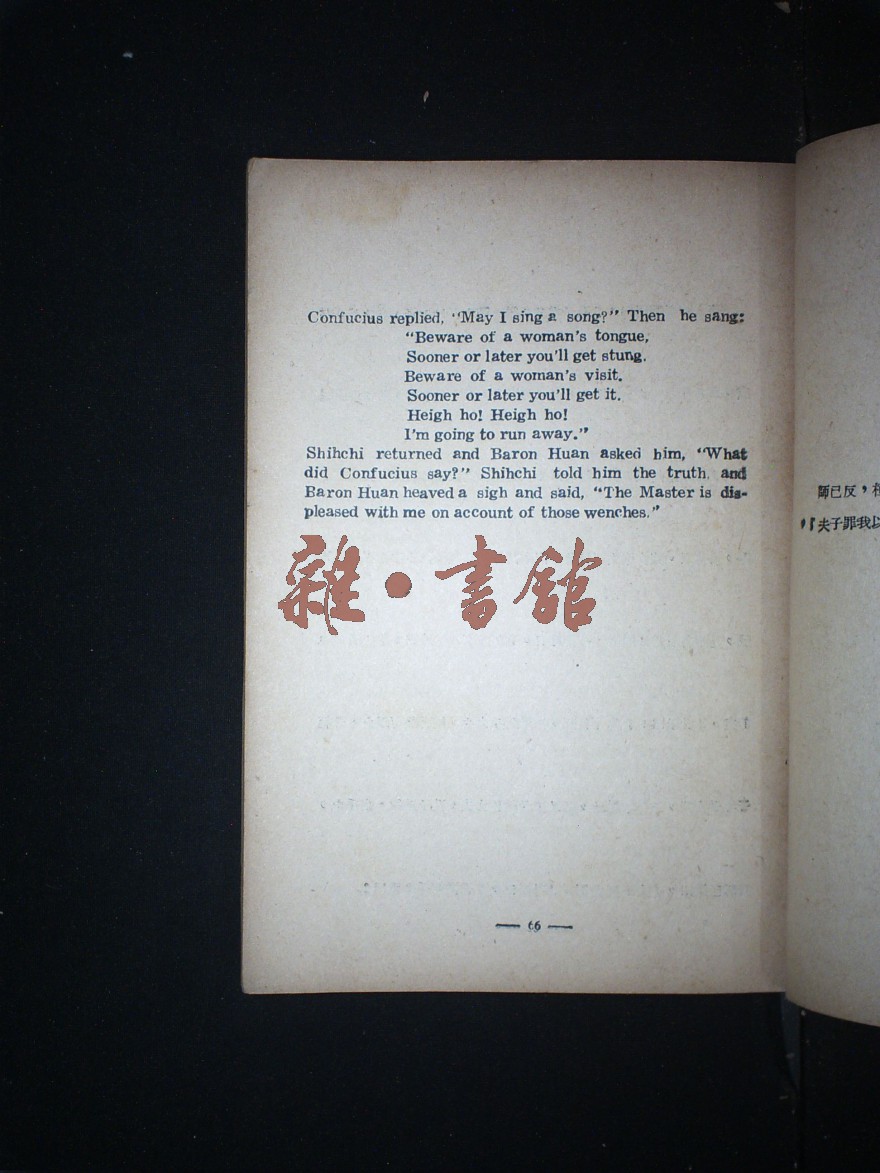 Confucius replied, "May I sing a song?" Then he sang:
"Beware of a woman's tongue,
Sooner or later you'll get stung.
Beware of a woman's visit.
Sooner or later you'll get it.
Heigh ho! Heigh ho!
I'm going to run away."
Shihchi returned and Baron Huan asked him, "What
did Confucius say?" Shihchi told him the truth, and
Baron Huan heaved a sigh and said, "The Master is dis-
pleased with me on account of those wenches."
雜·書館
— 66 —
師已反，桓
『夫子罪我以